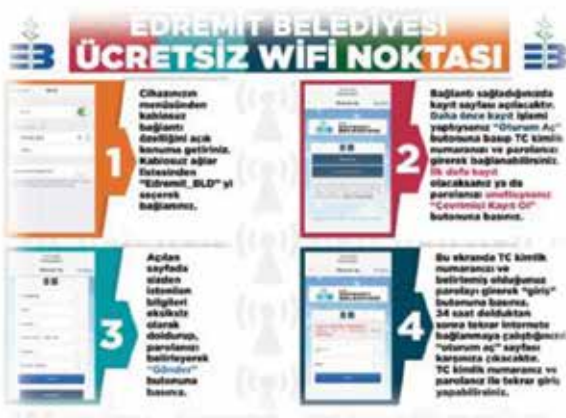 EDREMİT BELEDİYESİ
ÜCRETSİZ WİFİ NOKTASI
1
Cihazınızın
menüsünden
kablosuz
bağlantı
özelliğini açık
konuma getiriniz.
Kablosuz ağlar
listesinden
"Edremit_BLD" yi
seçerek
bağlanınız.
2
Bağlantı sağladığınızda
kayıt sayfası açılacaktır.
Daha önce kayıt işlemi
yaptıysanız "Oturum Aç"
butonuna basıp TC kimlik
numaranızı ve parolanızı
girerek bağlanabilirsiniz.
İlk defa kayıt
olacaksanız ya da
parolanızı unuttuysanız
"Çevrimiçi Kayıt Ol"
butonuna basınız.
3
Açılan
sayfada
sizden
istenilen
bilgileri
eksiksiz
olarak
doldurup,
parolanızı
belirleyerek
"Gönder"
butonuna
basınız.
4
Bu ekranda TC kimlik
numaranızı ve
belirlemiş olduğunuz
parolayı girerek "giriş"
butonuna basınız.
24 saat dolduktan
sonra tekrar internete
bağlanmaya çalıştığınızda
"oturum aç" sayfası
karşınıza çıkacaktır.
TC kimlik numaranız ve
parolanız ile tekrar giriş
yapabilirsiniz.